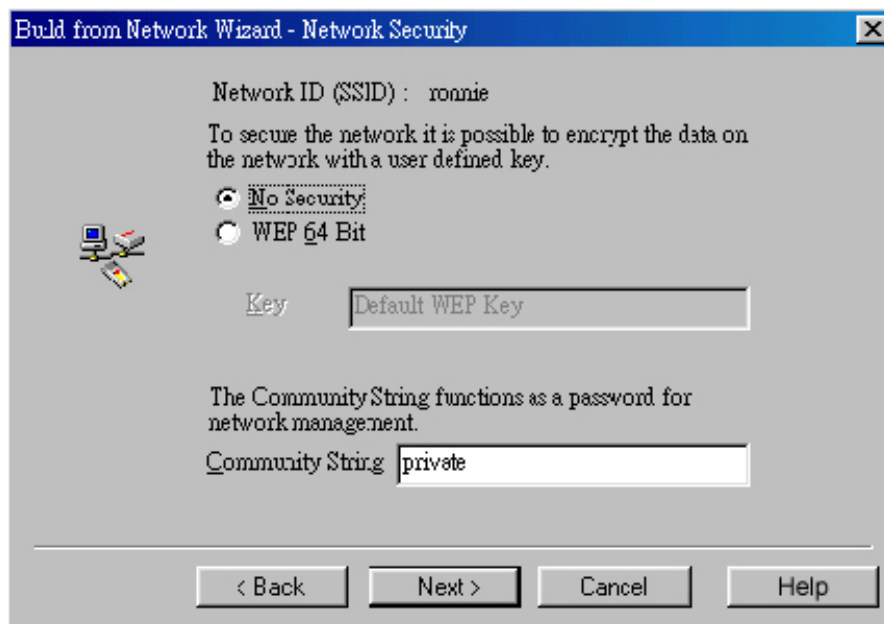 Build from Network Wizard - Network Security
Network ID (SSID) : ronnie
To secure the network it is possible to encrypt the data on
the network with a user defined key.
No Security
WEP 64 Bit
Key
Default WEP Key
The Community String functions as a password for
network management.
Community String
private
< Back
Next >
Cancel
Help